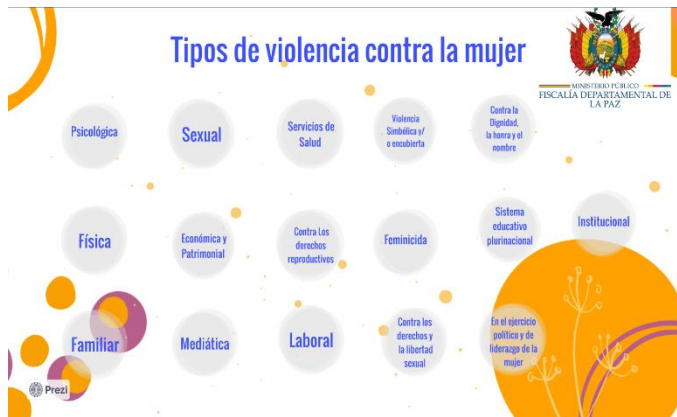 Tipos de violencia contra la mujer
MINISTERIO PÚBLICO
FISCALÍA DEPARTAMENTAL DE
LA PAZ
Psicológica
Sexual
Servicios de
Salud
Violencia
Simbólica y/
o encubierta
Contra la
Dignidad,
la honra y el
nombre
Física
Económica y
Patrimonial
Contra Los
derechos
reproductivos
Feminicida
Sistema
educativo
plurinacional
Institucional
Familiar
Mediática
Laboral
Contra los
derechos y
la libertad
sexual
En el ejercicio
político y de
liderazgo de la
mujer
Prezi